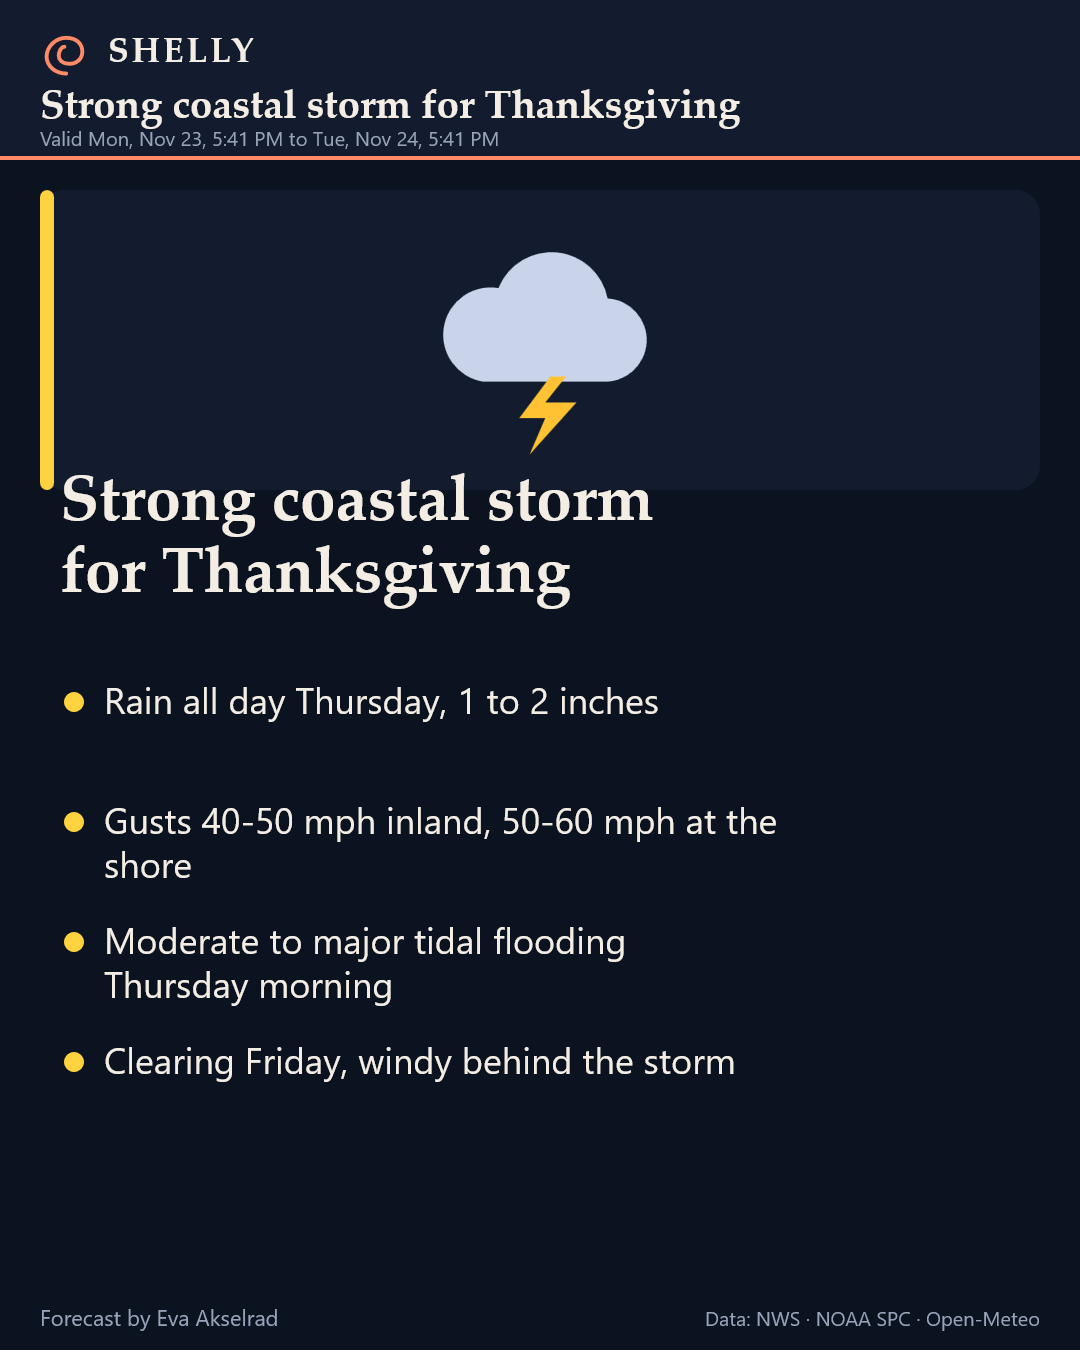 SHELLY
Strong coastal storm for Thanksgiving
Valid Mon, Nov 23, 5:41 PM to Tue, Nov 24, 5:41 PM
Strong coastal storm
for Thanksgiving
Rain all day Thursday, 1 to 2 inches
Gusts 40-50 mph inland, 50-60 mph at the
shore
Moderate to major tidal flooding
Thursday morning
Clearing Friday, windy behind the storm
Forecast by Eva Akselrad
Data: NWS · NOAA SPC · Open-Meteo